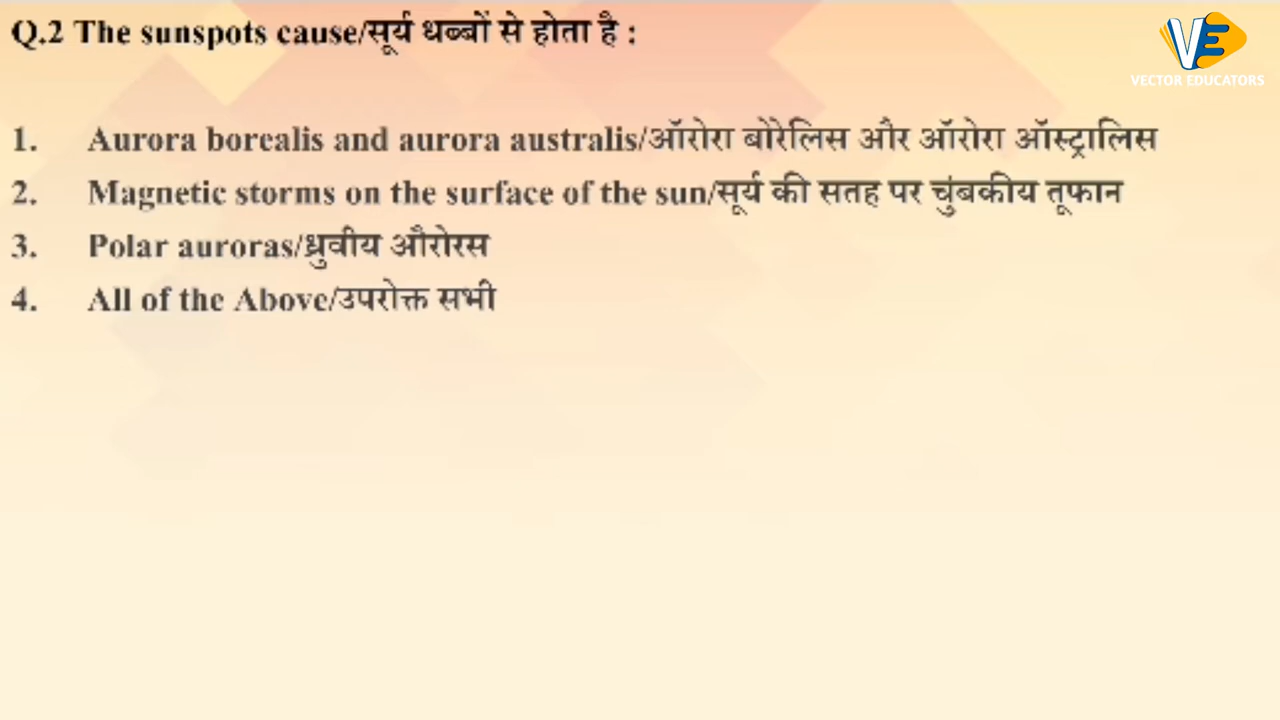 Q.2 The sunspots cause/सूर्य धब्बों से होता है :
VE
VECTOR EDUCATORS
1. Aurora borealis and aurora australis/ऑरोरा बोरेलिस और ऑरोरा ऑस्ट्रालिस
2. Magnetic storms on the surface of the sun/सूर्य की सतह पर चुंबकीय तूफान
3. Polar auroras/ध्रुवीय औरोरस
4. All of the Above/उपरोक्त सभी